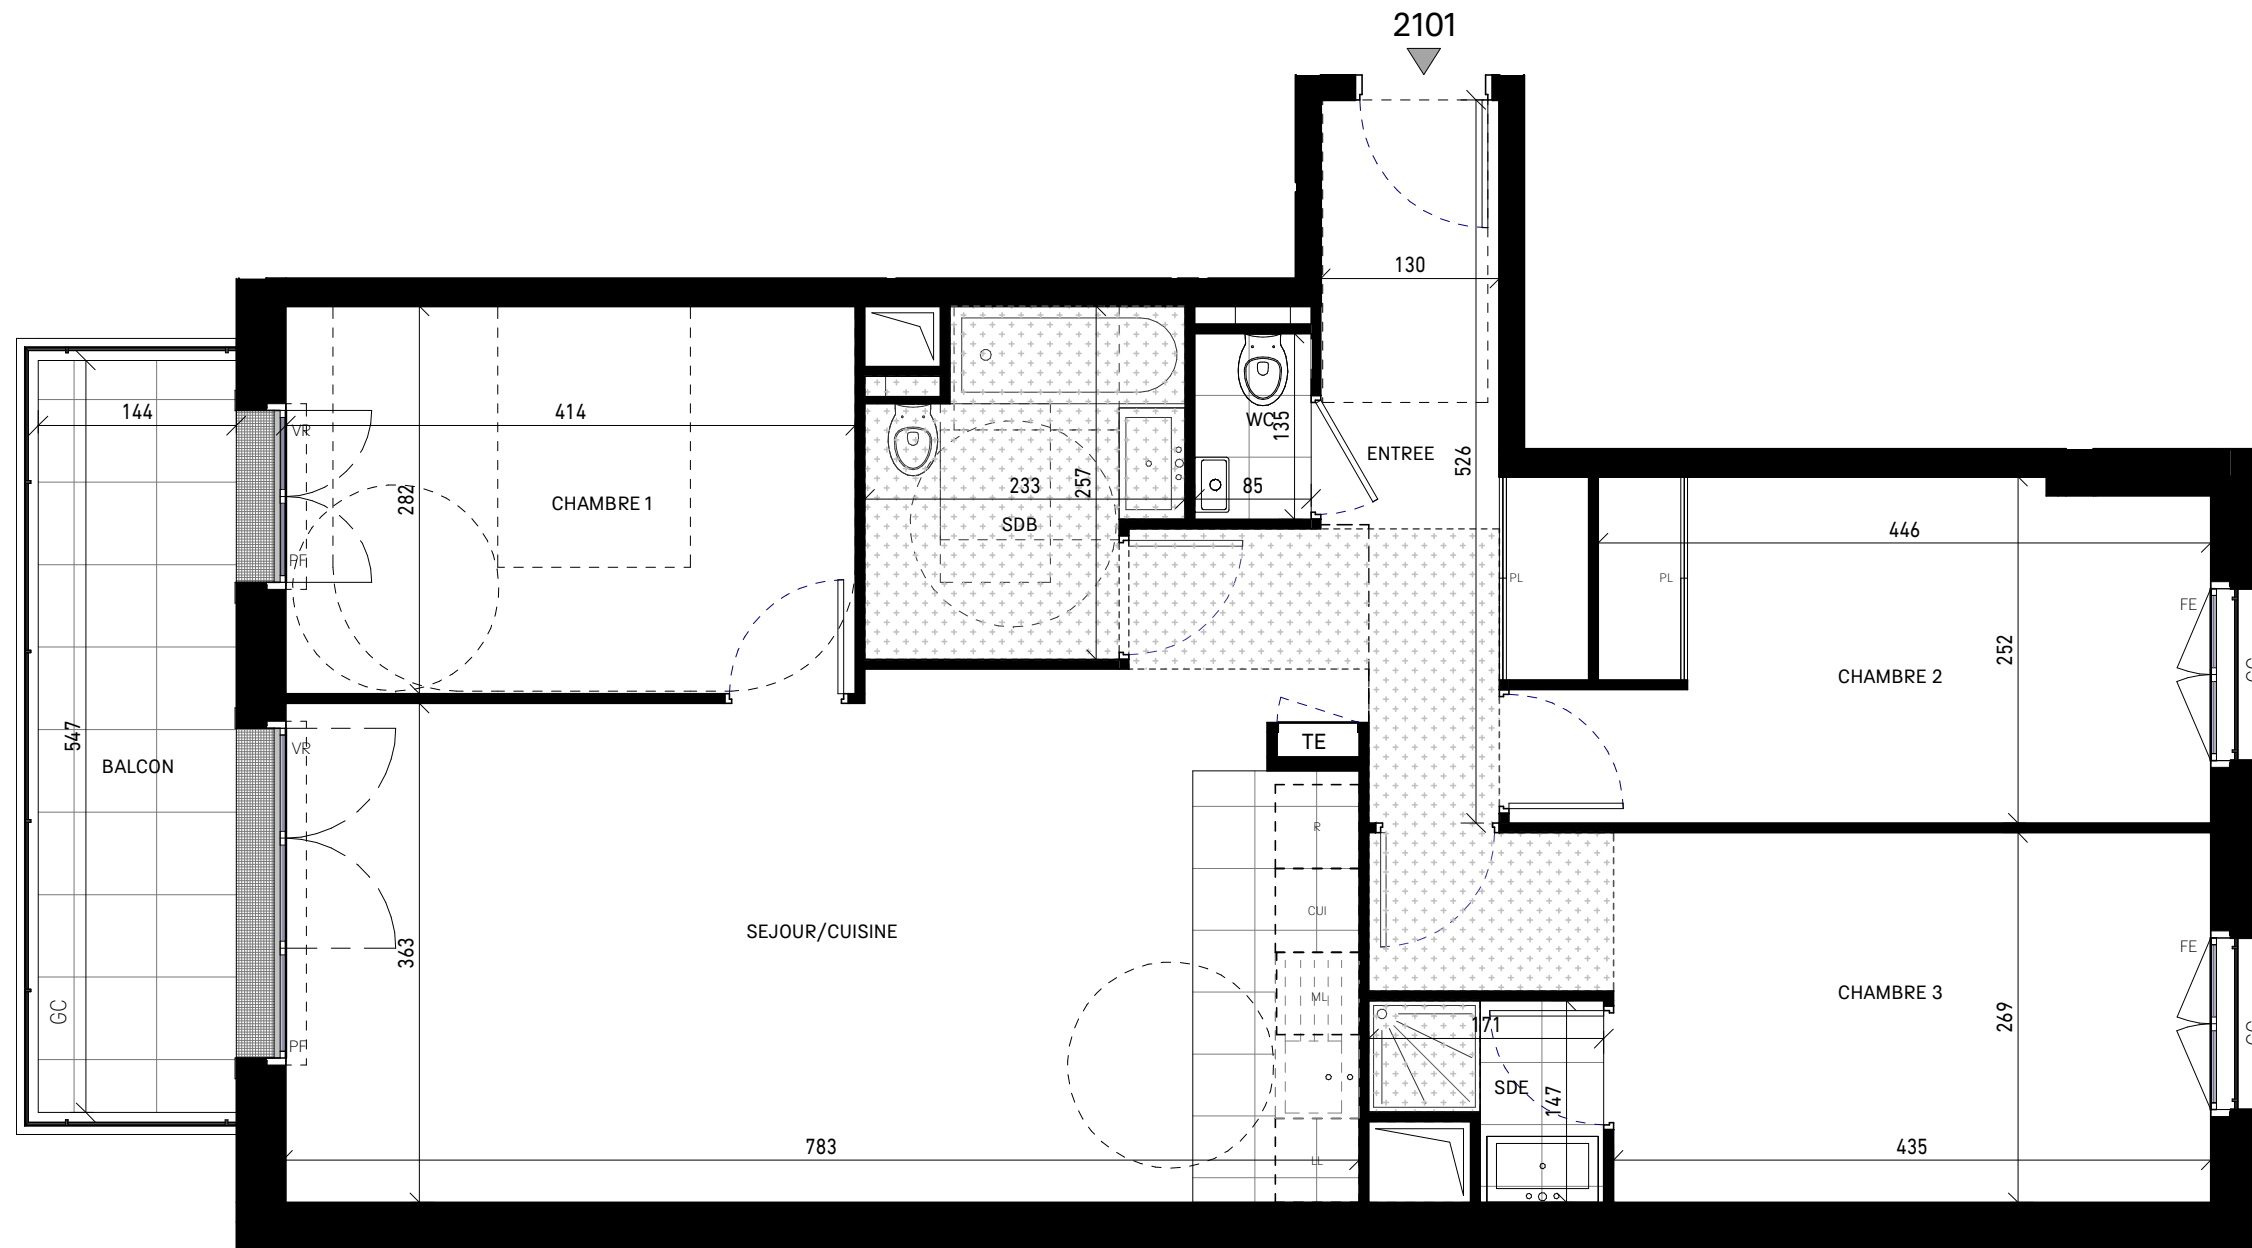 2101
130
144
VR
414
WC
135
ENTREE
526
282
CHAMBRE 1
233
257
85
SDB
446
PF
PL
PL
FE
252
GC
CHAMBRE 2
547
BALCON
VR
TE
R
CUI
SEJOUR/CUISINE
363
FE
ML
CHAMBRE 3
GC
171
269
GC
PF
SDE
147
783
LL
435